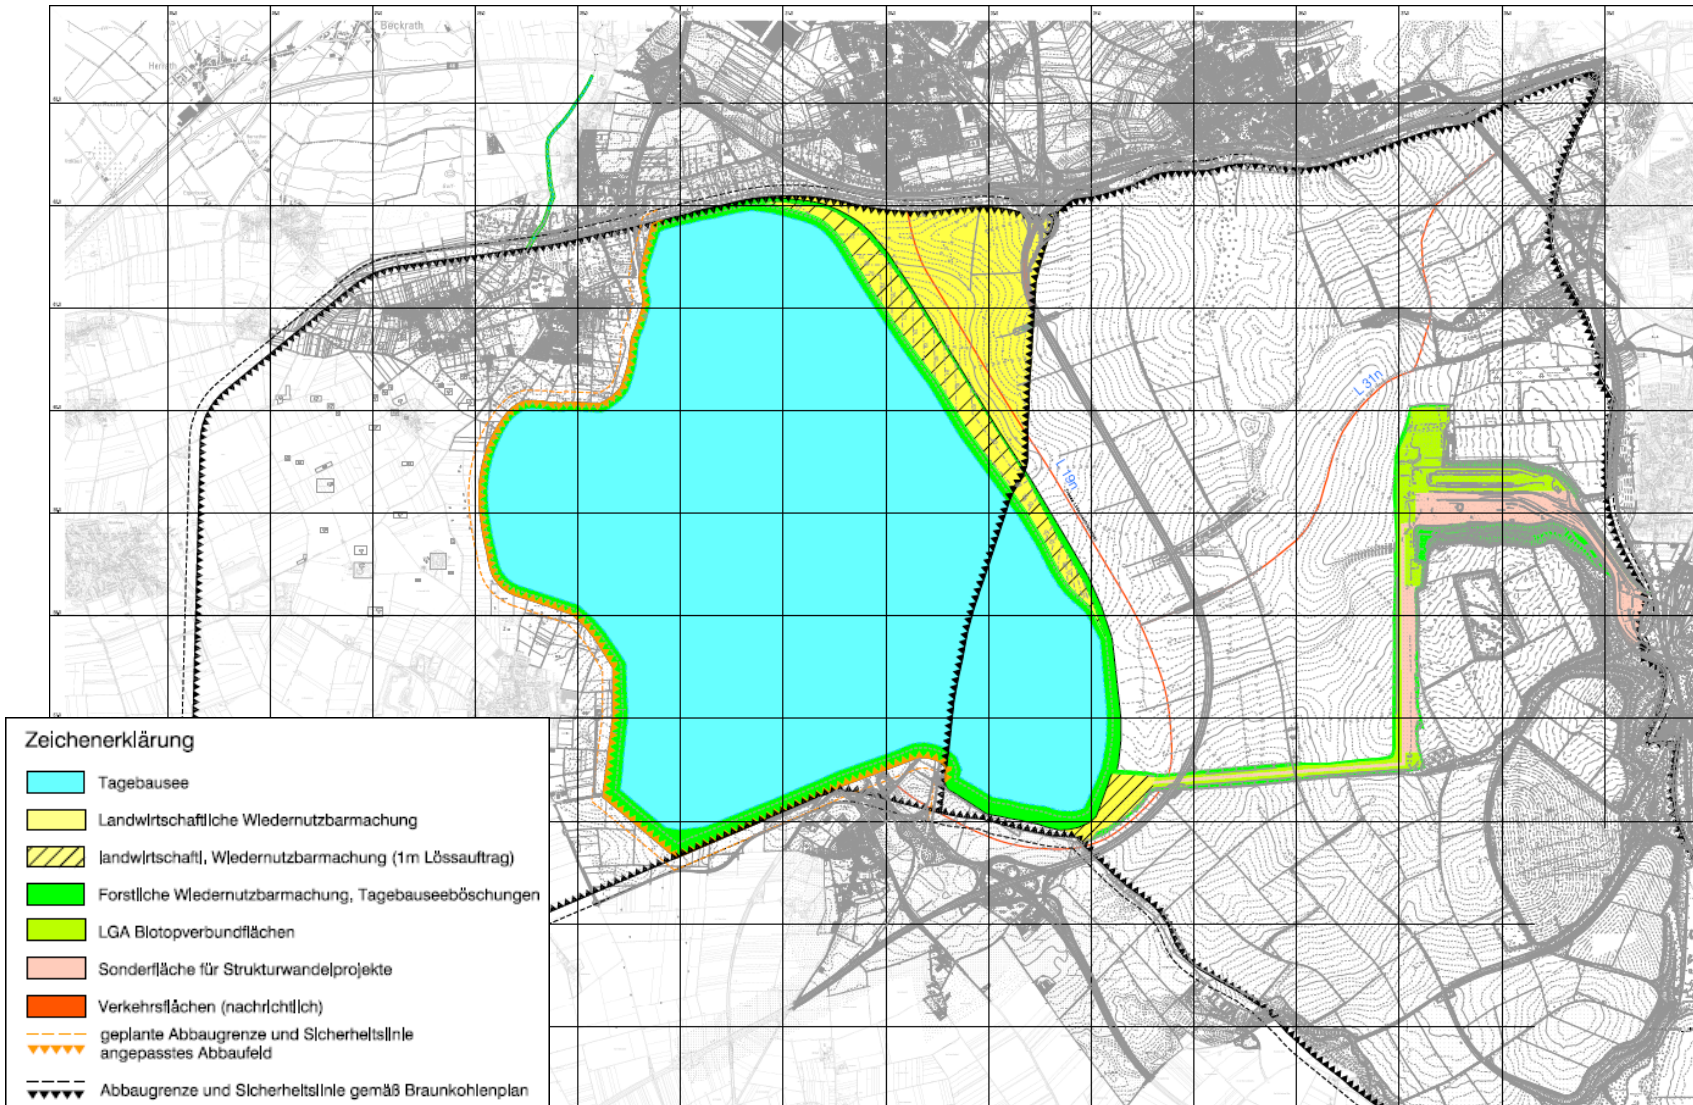 Beckrath
Herrath
L 31n
L 19n
Zeichenerklärung
Tagebausee
Landwirtschaftliche Wiedernutzbarmachung
landwirtschaftl. Wiedernutzbarmachung (1m Lössauftrag)
Forstliche Wiedernutzbarmachung, Tagebauseeböschungen
LGA Biotopverbundflächen
Sonderfläche für Strukturwandelprojekte
Verkehrsflächen (nachrichtlich)
geplante Abbaugrenze und Sicherheitslinie
angepasstes Abbaufeld
Abbaugrenze und Sicherheitslinie gemäß Braunkohlenplan